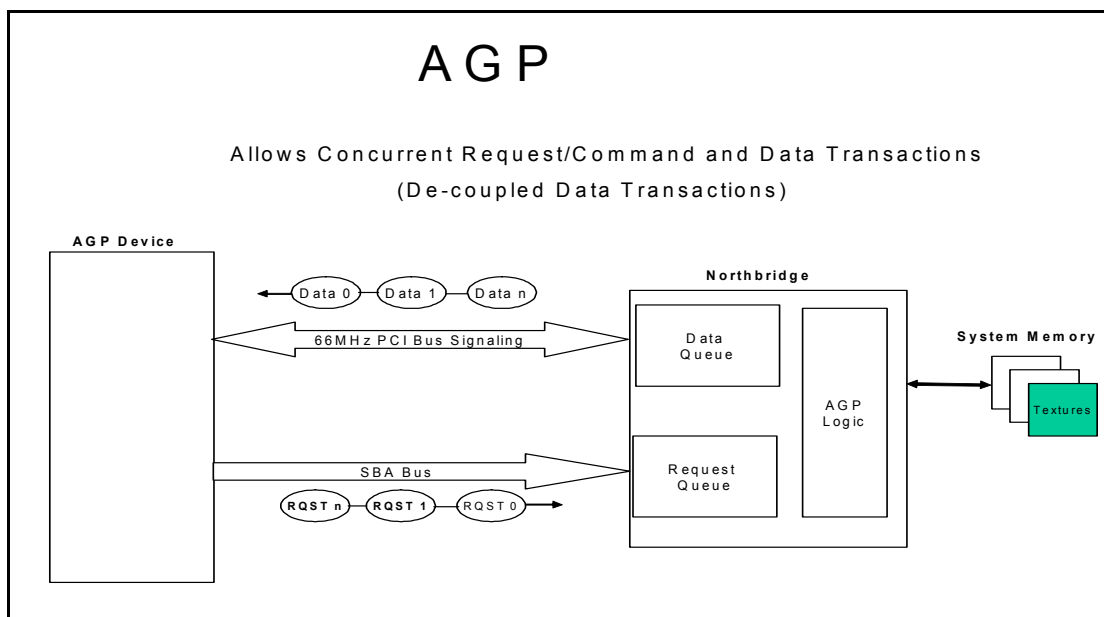 AGP
Allows Concurrent Request/Command and Data Transactions
(De-coupled Data Transactions)
AGP Device
Data 0
Data 1
Data n
66MHz PCI Bus Signaling
SBA Bus
RQST n
RQST 1
RQST 0
Northbridge
Data
Queue
Request
Queue
AGP
Logic
System Memory
Textures